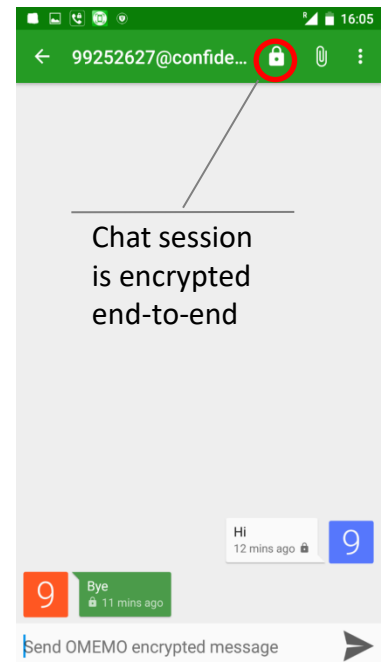 R 16:05
99252627@confide...
Chat session
is encrypted
end-to-end
Hi
12 mins ago
9
9
Bye
11 mins ago
Send OMEMO encrypted message